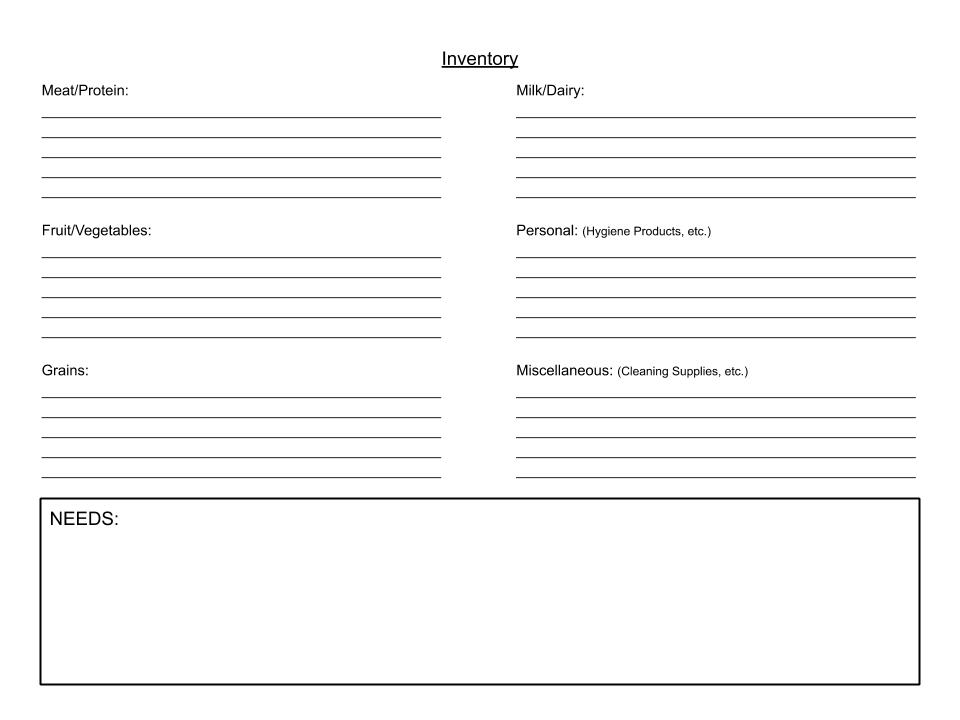 Inventory
Meat/Protein:
Milk/Dairy:
Fruit/Vegetables:
Personal: (Hygiene Products, etc.)
Grains:
Miscellaneous: (Cleaning Supplies, etc.)
NEEDS: